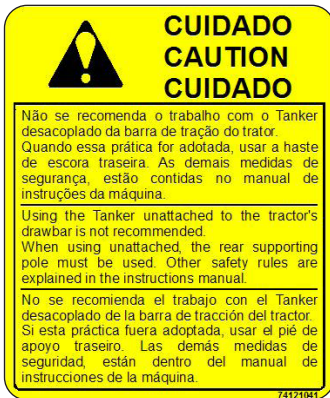 CUIDADO
CAUTION
CUIDADO
Não se recomenda o trabalho com o Tanker
desacoplado da barra de tração do trator.
Quando essa prática for adotada, usar a haste
de escora traseira. As demais medidas de
segurança, estão contidas no manual de
instruções da máquina.
Using the Tanker unattached to the tractor's
drawbar is not recommended.
When using unattached, the rear supporting
pole must be used. Other safety rules are
explained in the instructions manual.
No se recomienda el trabajo con el Tanker
desacoplado de la barra de tracción del tractor.
Si esta práctica fuera adoptada, usar el pié de
apoyo traseiro. Las demás medidas de
seguridad, están dentro del manual de
instrucciones de la máquina.
74121041